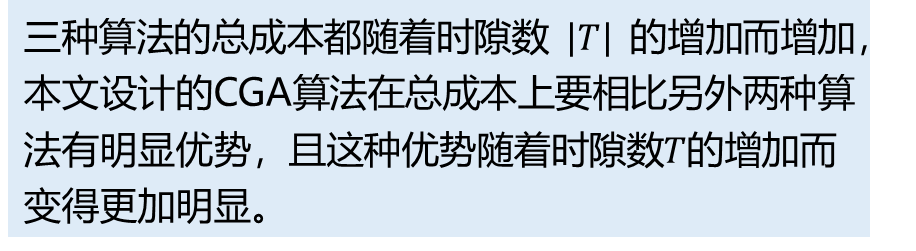 三种算法的总成本都随着时隙数 |T| 的增加而增加，
本文设计的CGA算法在总成本上要相比另外两种算
法有明显优势，且这种优势随着时隙数T的增加而
变得更加明显。